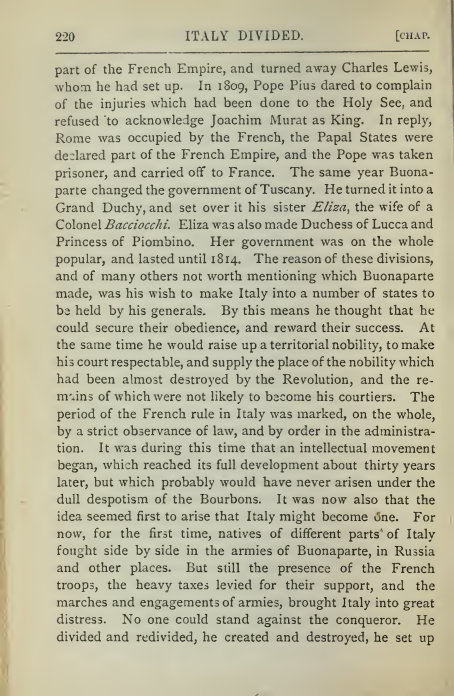 220 ITALY DIVIDED. [CHAP.
part of the French Empire, and turned away Charles Lewis,
whom he had set up. In 1809, Pope Pius dared to complain
of the injuries which had been done to the Holy See, and
refused to acknowledge Joachim Murat as King. In reply,
Rome was occupied by the French, the Papal States were
declared part of the French Empire, and the Pope was taken
prisoner, and carried off to France. The same year Buona-
parte changed the government of Tuscany. He turned it into a
Grand Duchy, and set over it his sister Eliza, the wife of a
Colonel Bacciocchi. Eliza was also made Duchess of Lucca and
Princess of Piombino. Her government was on the whole
popular, and lasted until 1814. The reason of these divisions,
and of many others not worth mentioning which Buonaparte
made, was his wish to make Italy into a number of states to
be held by his generals. By this means he thought that he
could secure their obedience, and reward their success. At
the same time he would raise up a territorial nobility, to make
his court respectable, and supply the place of the nobility which
had been almost destroyed by the Revolution, and the re-
mains of which were not likely to become his courtiers. The
period of the French rule in Italy was marked, on the whole,
by a strict observance of law, and by order in the administra-
tion. It was during this time that an intellectual movement
began, which reached its full development about thirty years
later, but which probably would have never arisen under the
dull despotism of the Bourbons. It was now also that the
idea seemed first to arise that Italy might become one. For
now, for the first time, natives of different parts of Italy
fought side by side in the armies of Buonaparte, in Russia
and other places. But still the presence of the French
troops, the heavy taxes levied for their support, and the
marches and engagements of armies, brought Italy into great
distress. No one could stand against the conqueror. He
divided and redivided, he created and destroyed, he set up